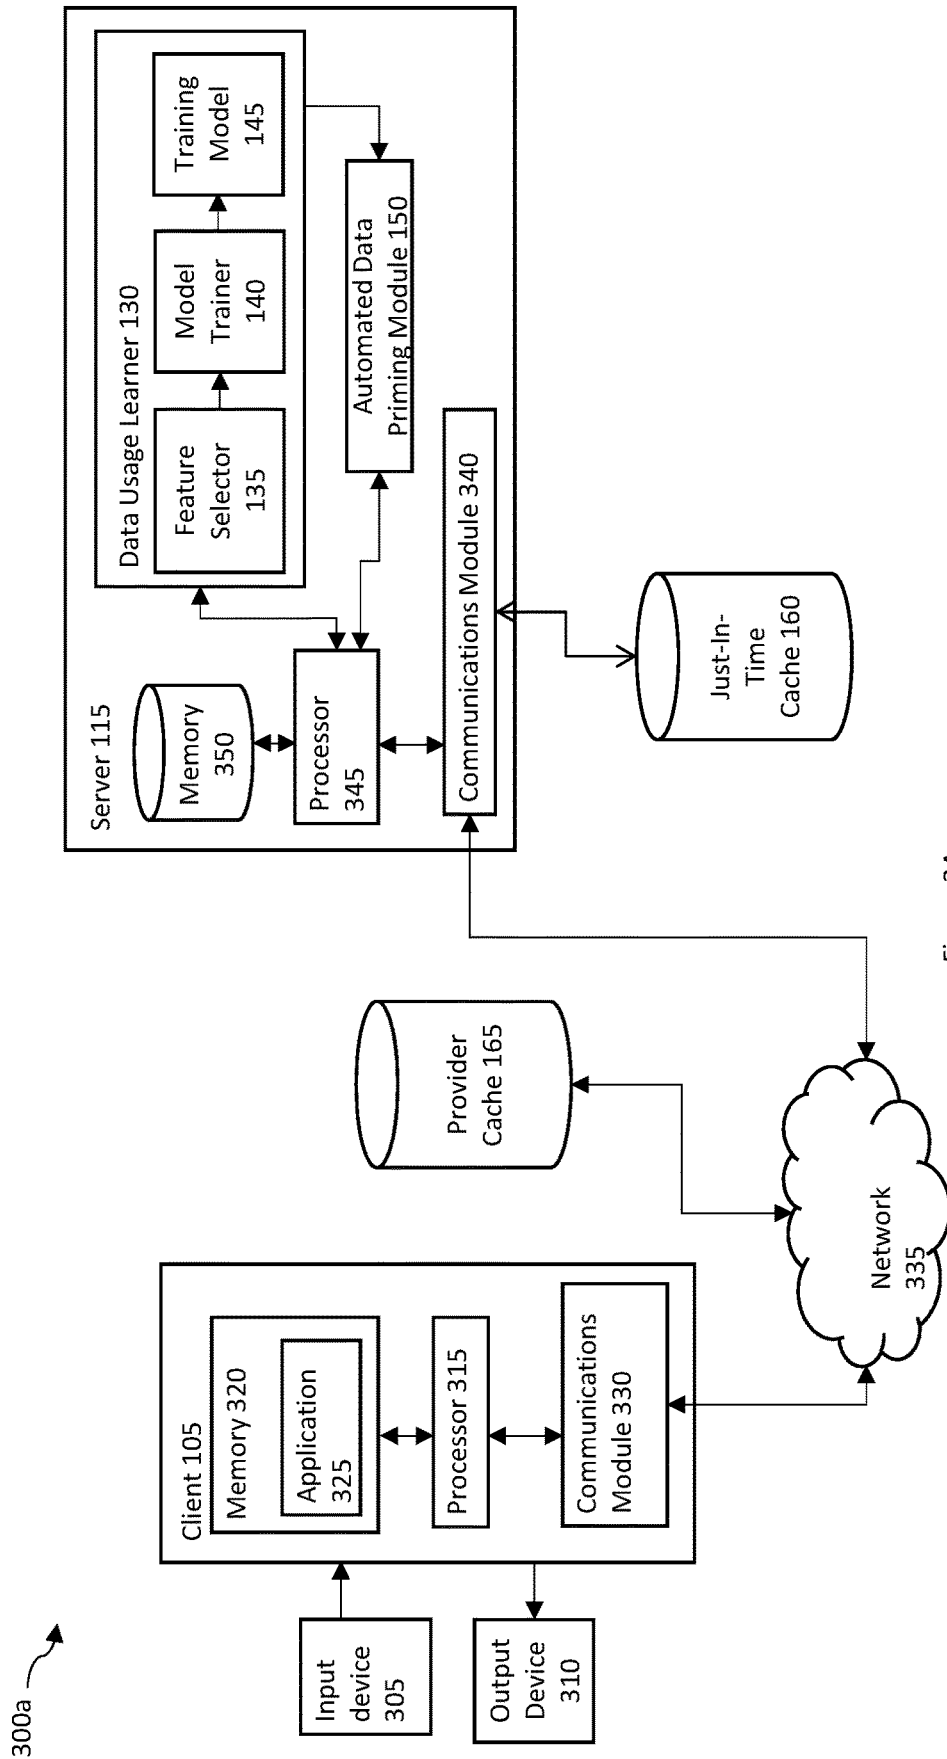 300a
Input
device
305
Output
Device
310
Client 105
Memory 320
Application
325
Processor 315
Communications
Module 330
Provider
Cache 165
Network
335
Server 115
Memory
350
Processor
345
Data Usage Learner 130
Feature
Selector
135
Model
Trainer
140
Training
Model
145
Automated Data
Priming Module 150
Communications Module 340
Just-In-
Time
Cache 160